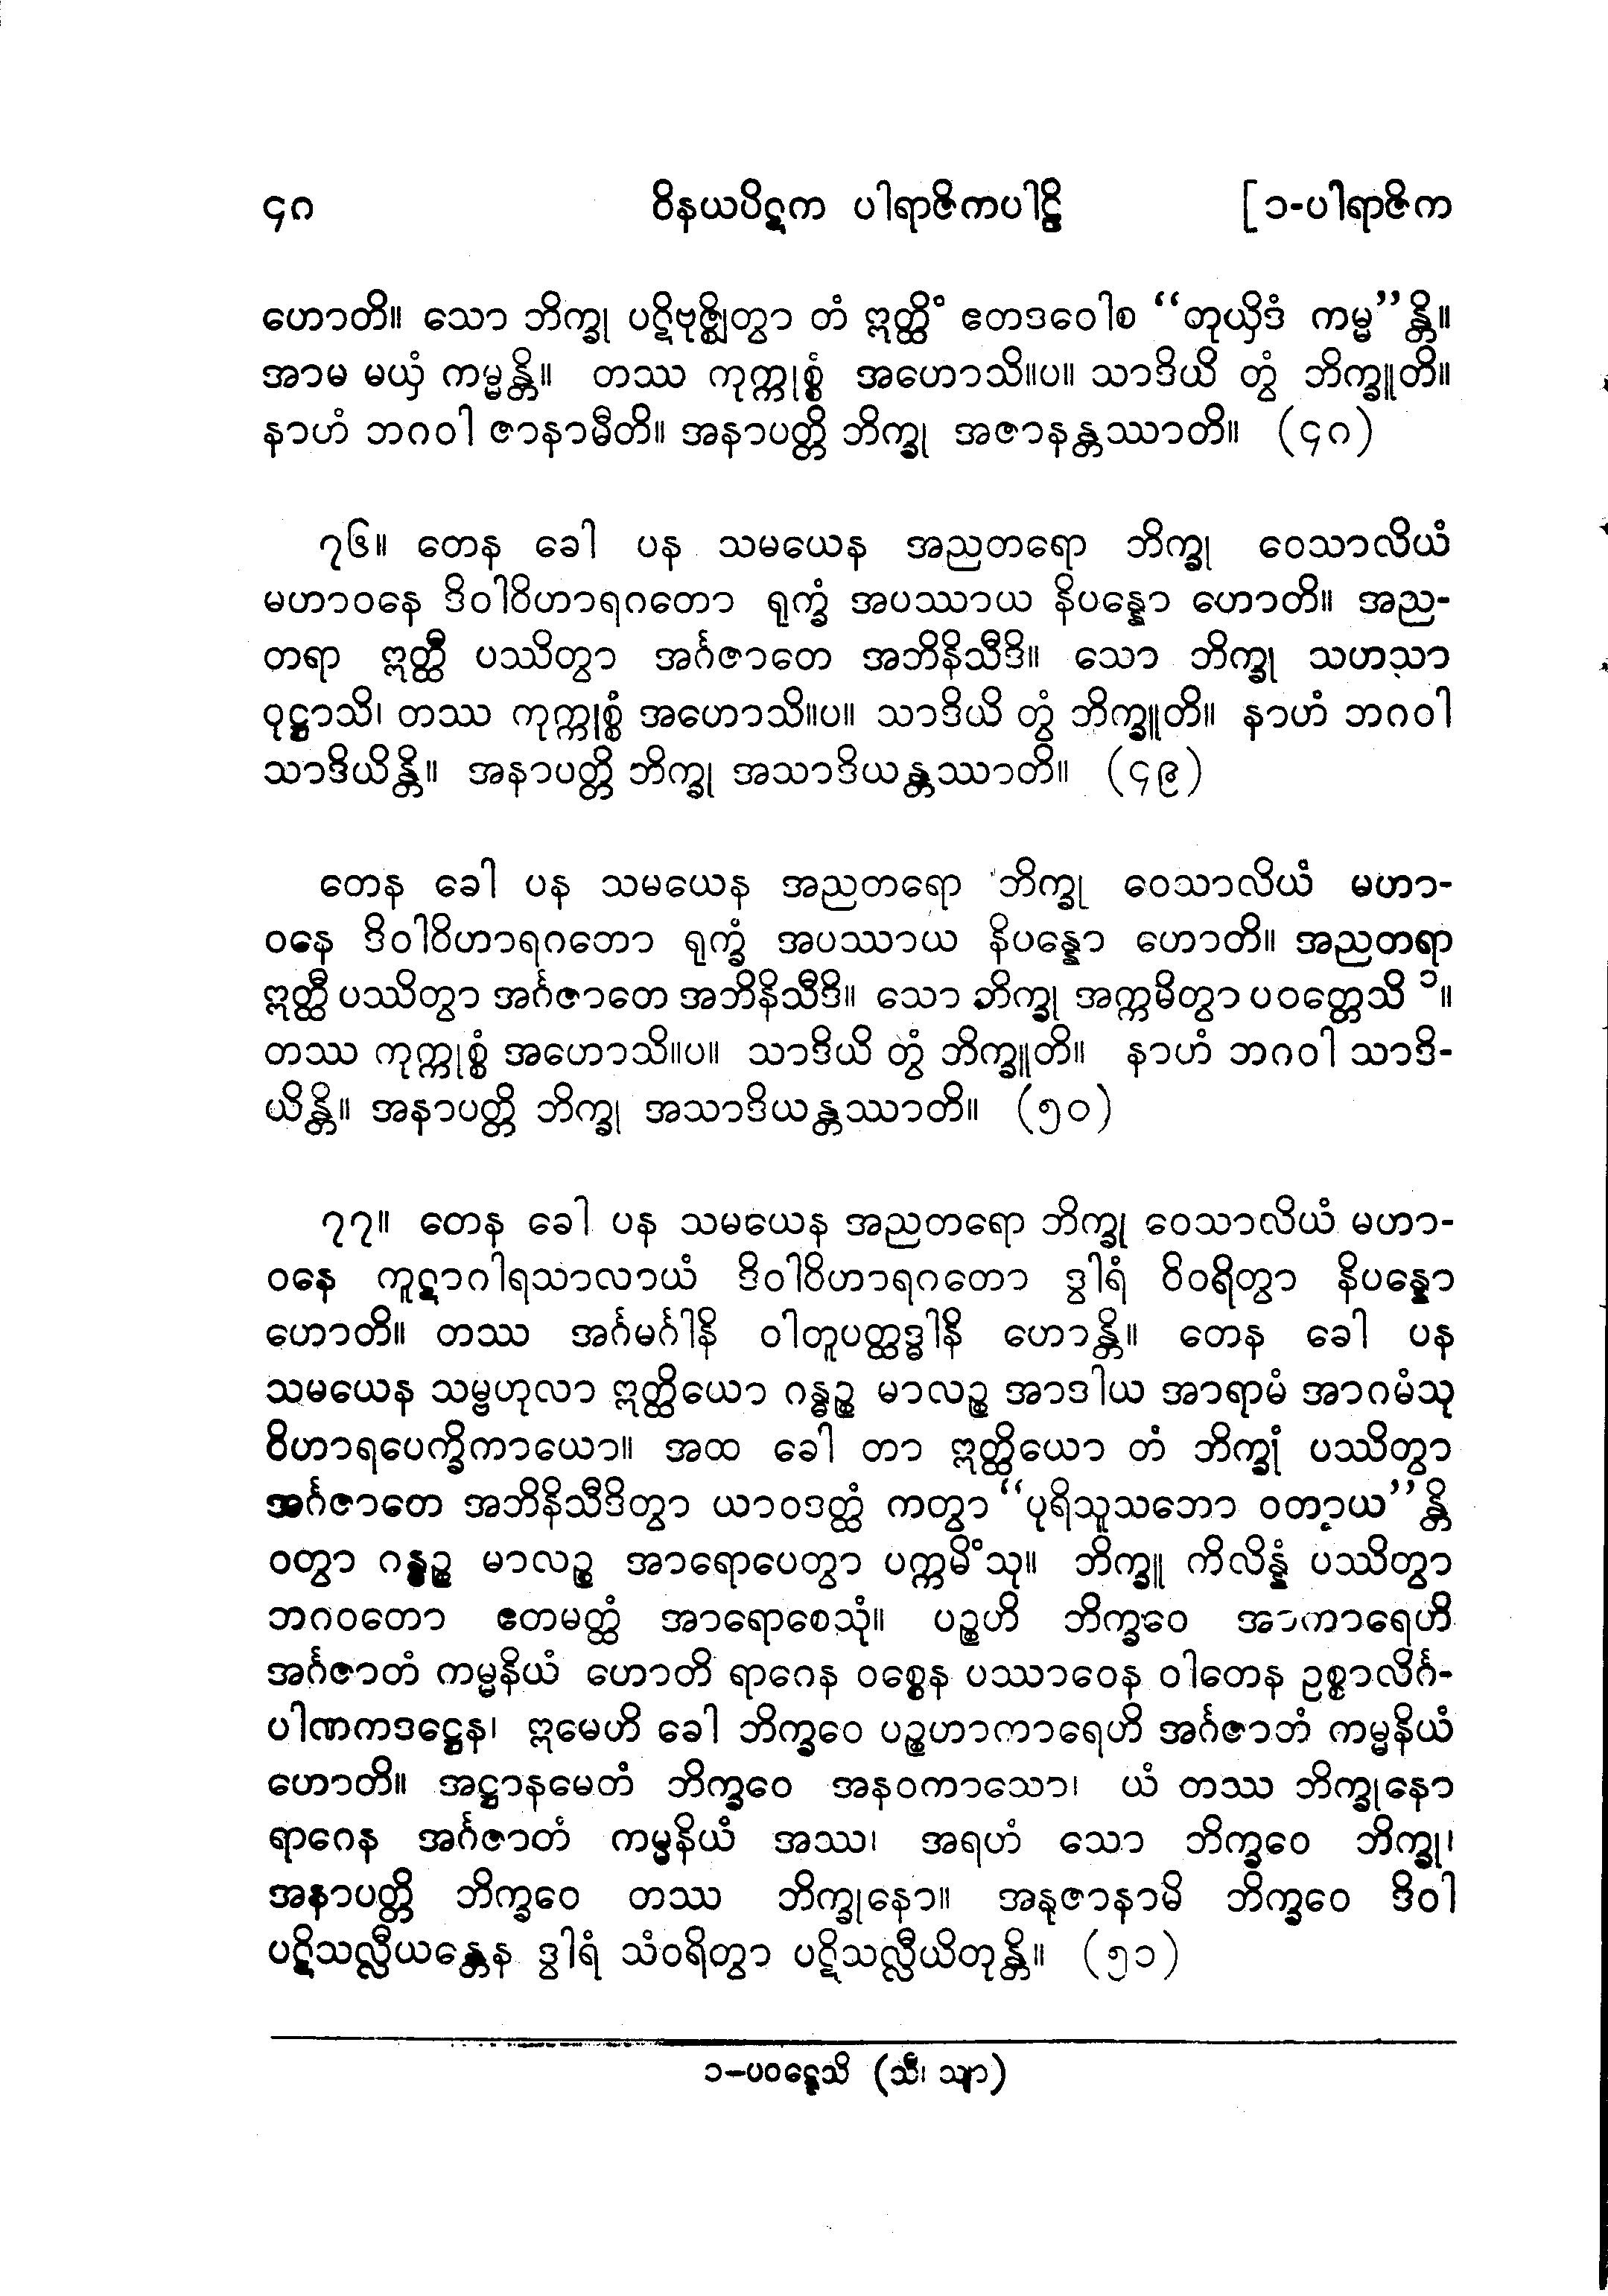 ၄၈ ဝိနယပိဋက ပါရာဇိကပါဠိ [၁-ပါရာဇိက
ဟောတိ။ သော ဘိက္ခု ပဋိဗုဇ္ဈိတွာ တံ ဣတ္ထိံ ဧတဒဝေါစ “တုယှိဒံ ကမ္မ”န္တိ။
အာမ မယှံ ကမ္မန္တိ။ တဿ ကုက္ကုစ္စံ အဟောသိ။ပ။ သာဒိယိ တွံ ဘိက္ခူတိ။
နာဟံ ဘဂဝါ ဇာနာမီတိ။ အနာပတ္တိ ဘိက္ခု အဇာနန္တဿာတိ။ (၄၈)
၇၆။ တေန ခေါ ပန သမယေန အညတရော ဘိက္ခု ဝေသာလိယံ
မဟာဝနေ ဒိဝါဝိဟာရဂတော ရုက္ခံ အပဿာယ နိပန္နော ဟောတိ။ အည-
တရာ ဣတ္ထီ ပဿိတွာ အင်္ဂဇာတေ အဘိနိသီဒိ။ သော ဘိက္ခု သဟသာ
ဝုဋ္ဌာသိ၊ တဿ ကုက္ကုစ္စံ အဟောသိ။ပ။ သာဒိယိ တွံ ဘိက္ခူတိ။ နာဟံ ဘဂဝါ
သာဒိယိန္တိ။ အနာပတ္တိ ဘိက္ခု အသာဒိယန္တဿာတိ။ (၄၉)
တေန ခေါ ပန သမယေန အညတရော ဘိက္ခု ဝေသာလိယံ မဟာ-
ဝနေ ဒိဝါဝိဟာရဂတော ရုက္ခံ အပဿာယ နိပန္နော ဟောတိ။ အညတရာ
ဣတ္ထီ ပဿိတွာ အင်္ဂဇာတေ အဘိနိသီဒိ။ သော ဘိက္ခု အက္ကမိတွာ ပဝတ္တေသိ ၁။
တဿ ကုက္ကုစ္စံ အဟောသိ။ပ။ သာဒိယိ တွံ ဘိက္ခူတိ။ နာဟံ ဘဂဝါ သာဒိ-
ယိန္တိ။ အနာပတ္တိ ဘိက္ခု အသာဒိယန္တဿာတိ။ (၅၀)
၇၇။ တေန ခေါ ပန သမယေန အညတရော ဘိက္ခု ဝေသာလိယံ မဟာ-
ဝနေ ကူဋာဂါရသာလာယံ ဒိဝါဝိဟာရဂတော ဒွါရံ ဝိဝရိတွာ နိပန္နော
ဟောတိ။ တဿ အင်္ဂမင်္ဂါနိ ဝါတူပတ္ထဒ္ဓါနိ ဟောန္တိ။ တေန ခေါ ပန
သမယေန သမ္ဗဟုလာ ဣတ္ထိယော ဂန္ဓဉ္စ မာလဉ္စ အာဒါယ အာရာမံ အာဂမံသု
ဝိဟာရပေက္ခိကာယော။ အထ ခေါ တာ ဣတ္ထိယော တံ ဘိက္ခုံ ပဿိတွာ
အင်္ဂဇာတေ အဘိနိသီဒိတွာ ယာဝဒတ္ထံ ကတွာ “ပုရိသူသဘော ဝတာယ”န္တိ
ဝတွာ ဂန္ဓဉ္စ မာလဉ္စ အာရောပေတွာ ပက္ကမိံသု။ ဘိက္ခူ ကိလိန္နံ ပဿိတွာ
ဘဂဝတော ဧတမတ္ထံ အာရောစေသုံ။ ပဉ္စဟိ ဘိက္ခဝေ အာကာရေဟိ
အင်္ဂဇာတံ ကမ္မနိယံ ဟောတိ ရာဂေန ဝစ္စေန ပဿာဝေန ဝါတေန ဥစ္စာလိင်္ဂ-
ပါဏကဒဋ္ဌေန၊ ဣမေဟိ ခေါ ဘိက္ခဝေ ပဉ္စဟာကာရေဟိ အင်္ဂဇာတံ ကမ္မနိယံ
ဟောတိ။ အဋ္ဌာနမေတံ ဘိက္ခဝေ အနဝကာသော၊ ယံ တဿ ဘိက္ခုနော
ရာဂေန အင်္ဂဇာတံ ကမ္မနိယံ အဿ၊ အရဟံ သော ဘိက္ခဝေ ဘိက္ခု၊
အနာပတ္တိ ဘိက္ခဝေ တဿ ဘိက္ခုနော။ အနုဇာနာမိ ဘိက္ခဝေ ဒိဝါ
ပဋိသလ္လီယန္တေန ဒွါရံ သံဝရိတွာ ပဋိသလ္လီယိတုန္တိ။ (၅၁)
၁–ပဝဋ္ဋေသိ (သီ၊ သျာ)